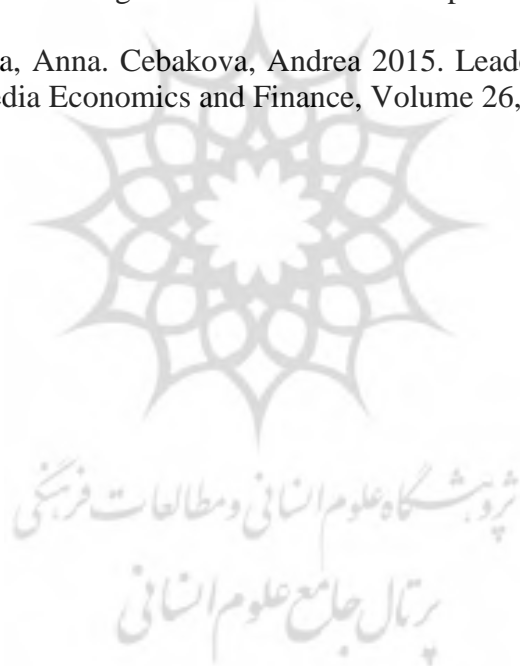 a, Anna. Cebakova, Andrea 2015. Leade
dia Economics and Finance, Volume 26,
پژوهشگاه علوم انسانی و مطالعات فرهنگی
پرتال جامع علوم انسانی